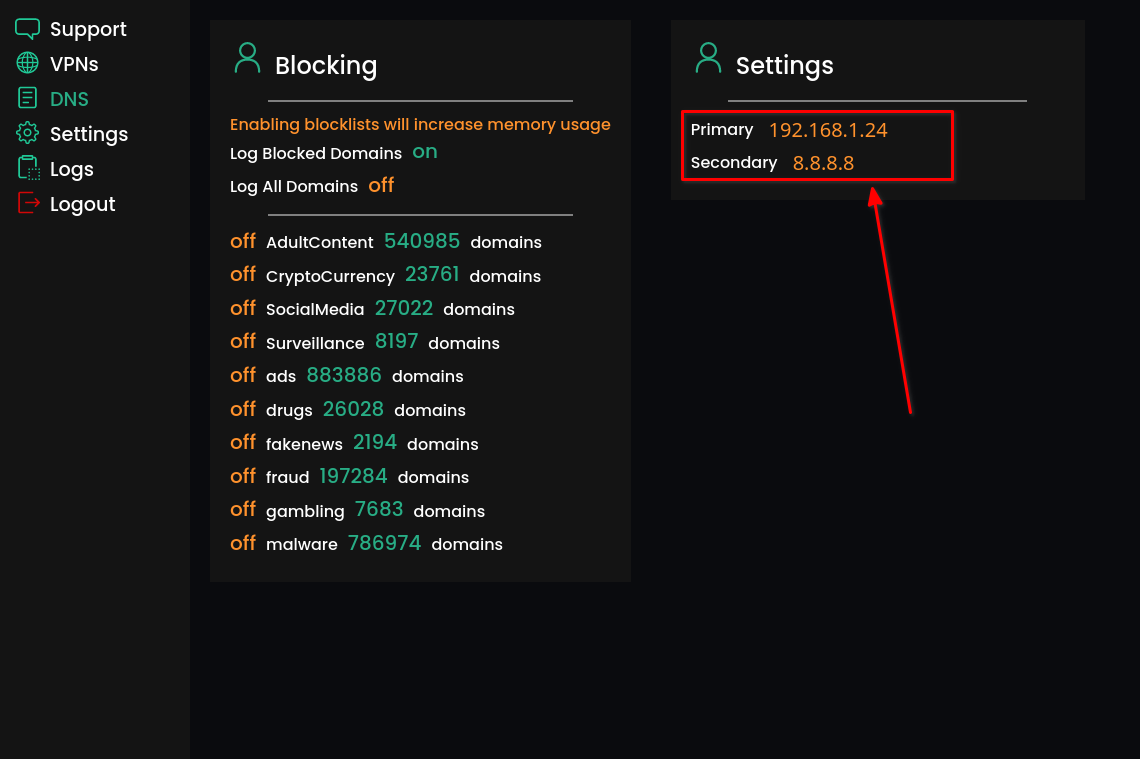 Support
VPNs
DNS
Settings
Logs
Logout
Blocking
Enabling blocklists will increase memory usage
Log Blocked Domains on
Log All Domains off
off AdultContent 540985 domains
off CryptoCurrency 23761 domains
off SocialMedia 27022 domains
off Surveillance 8197 domains
off ads 883886 domains
off drugs 26028 domains
off fakenews 2194 domains
off fraud 197284 domains
off gambling 7683 domains
off malware 786974 domains
Settings
Primary 192.168.1.24
Secondary 8.8.8.8